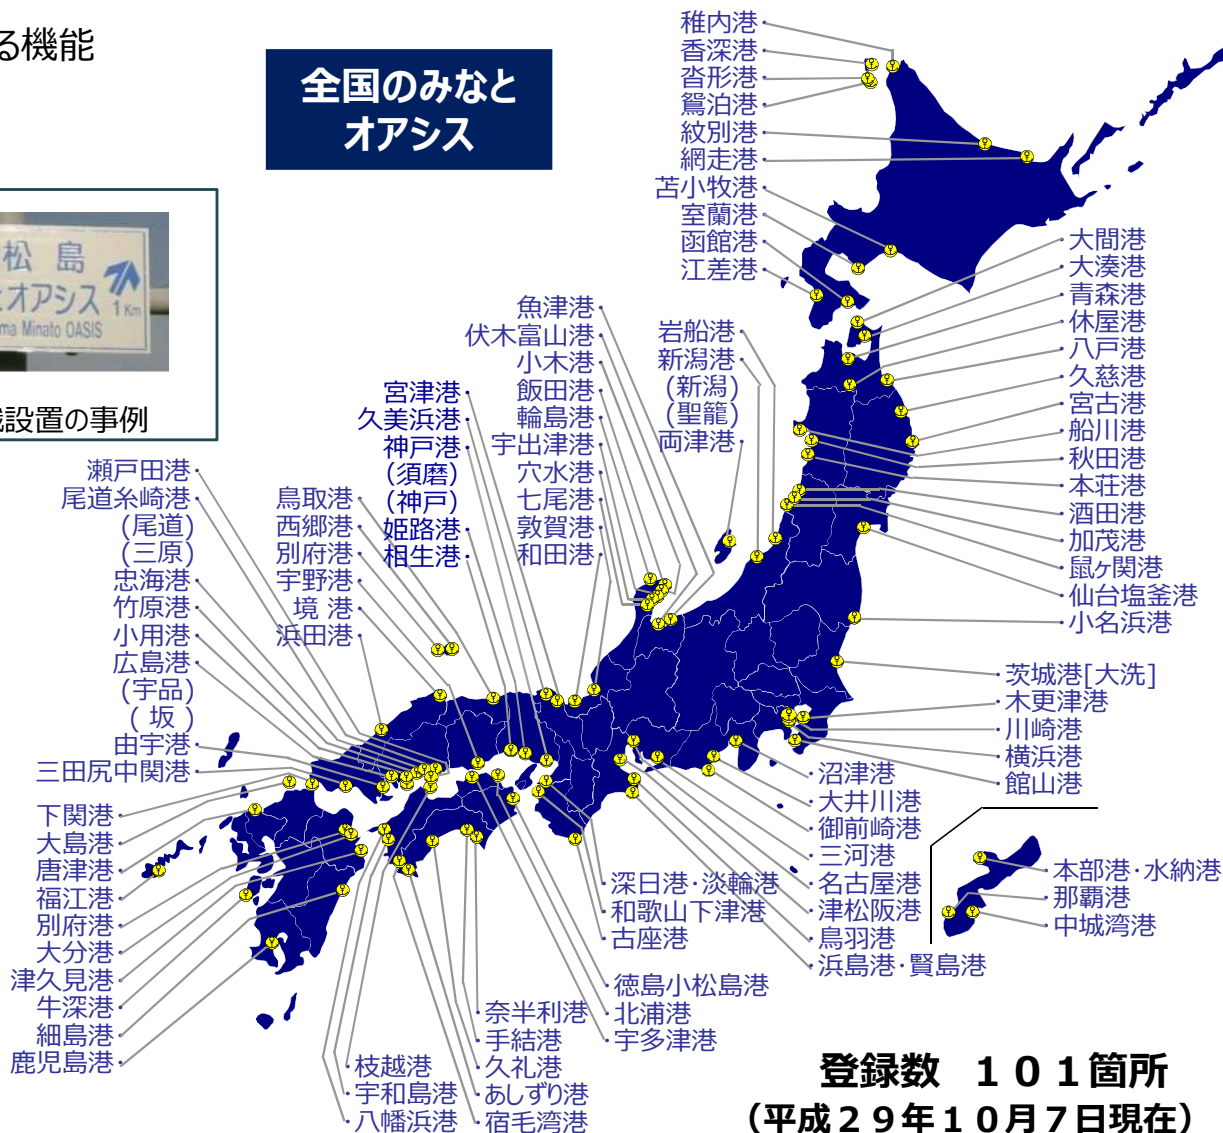 る機能
全国のみなと
オアシス
松島
とオアシス 1Km
ma Minato OASIS
設置の事例
稚内港
香深港
沓形港
鴛泊港
紋別港
網走港
苫小牧港
室蘭港
函館港
江差港
大間港
大湊港
青森港
休屋港
八戸港
久慈港
宮古港
船川港
秋田港
本荘港
酒田港
加茂港
鼠ヶ関港
仙台塩釜港
小名浜港
茨城港[大洗]
木更津港
川崎港
横浜港
館山港
岩船港
新潟港
(新潟)
(聖籠)
両津港
魚津港
伏木富山港
小木港
飯田港
輪島港
宇出津港
穴水港
七尾港
敦賀港
和田港
宮津港
久美浜港
神戸港
(須磨)
(神戸)
姫路港
相生港
鳥取港
西郷港
別府港
宇野港
境 港
浜田港
瀬戸田港
尾道糸崎港
(尾道)
(三原)
忠海港
竹原港
小用港
広島港
(宇品)
( 坂 )
由宇港
三田尻中関港
下関港
大島港
唐津港
福江港
別府港
大分港
津久見港
牛深港
細島港
鹿児島港
枝越港
宇和島港
八幡浜港
奈半利港
手結港
久礼港
あしずり港
宿毛湾港
徳島小松島港
北浦港
宇多津港
深日港・淡輪港
和歌山下津港
古座港
沼津港
大井川港
御前崎港
三河港
名古屋港
津松阪港
鳥羽港
浜島港・賢島港
本部港・水納港
那覇港
中城湾港
登録数 １０１箇所
（平成２９年１０月７日現在）